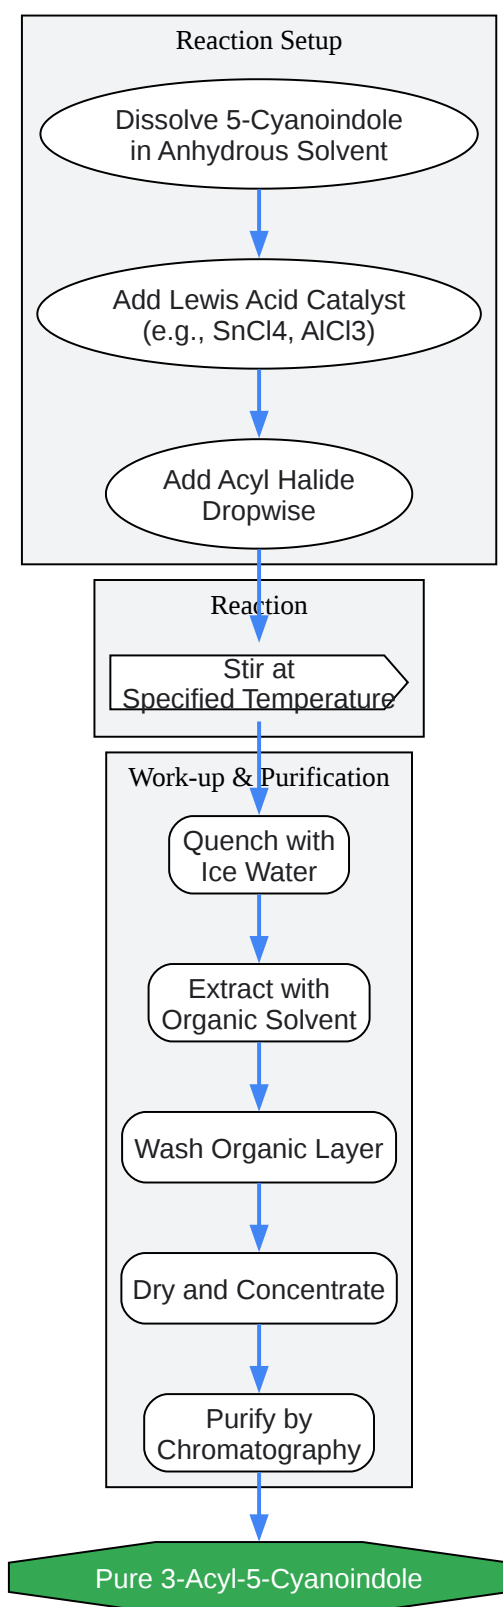 Reaction Setup
Dissolve 5-Cyanoindole
in Anhydrous Solvent
Add Lewis Acid Catalyst
(e.g., SnCl4, AlCl3)
Add Acyl Halide
Dropwise
Reaction
Stir at
Specified Temperature
Work-up & Purification
Quench with
Ice Water
Extract with
Organic Solvent
Wash Organic Layer
Dry and Concentrate
Purify by
Chromatography
Pure 3-Acyl-5-Cyanoindole